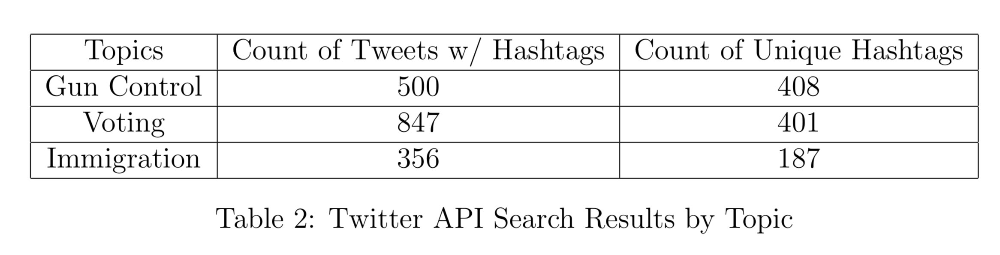 Topics Count of Tweets w/ Hashtags Count of Unique Hashtags
Gun Control 500 408
Voting 847 401
Immigration 356 187
Table 2: Twitter API Search Results by Topic